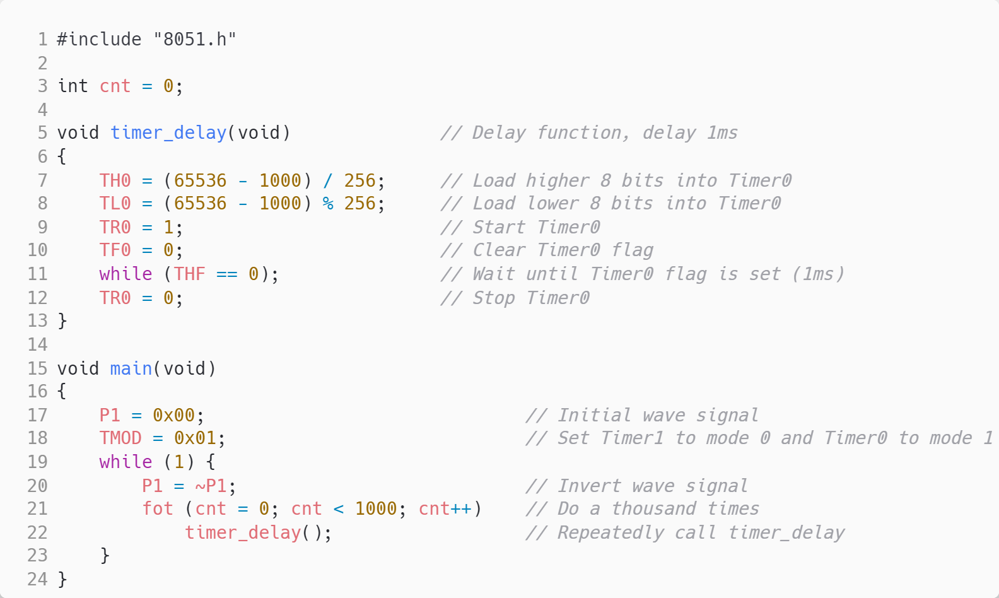 1 #include "8051.h"
2
3 int cnt = 0;
4
5 void timer_delay(void)              // Delay function, delay 1ms
6 {
7     TH0 = (65536 - 1000) / 256;     // Load higher 8 bits into Timer0
8     TL0 = (65536 - 1000) % 256;     // Load lower 8 bits into Timer0
9     TR0 = 1;                        // Start Timer0
10     TF0 = 0;                        // Clear Timer0 flag
11     while (THF == 0);               // Wait until Timer0 flag is set (1ms)
12     TR0 = 0;                        // Stop Timer0
13 }
14
15 void main(void)
16 {
17     P1 = 0x00;                              // Initial wave signal
18     TMOD = 0x01;                            // Set Timer1 to mode 0 and Timer0 to mode 1
19     while (1) {
20         P1 = ~P1;                           // Invert wave signal
21         fot (cnt = 0; cnt < 1000; cnt++)    // Do a thousand times
22             timer_delay();                  // Repeatedly call timer_delay
23     }
24 }